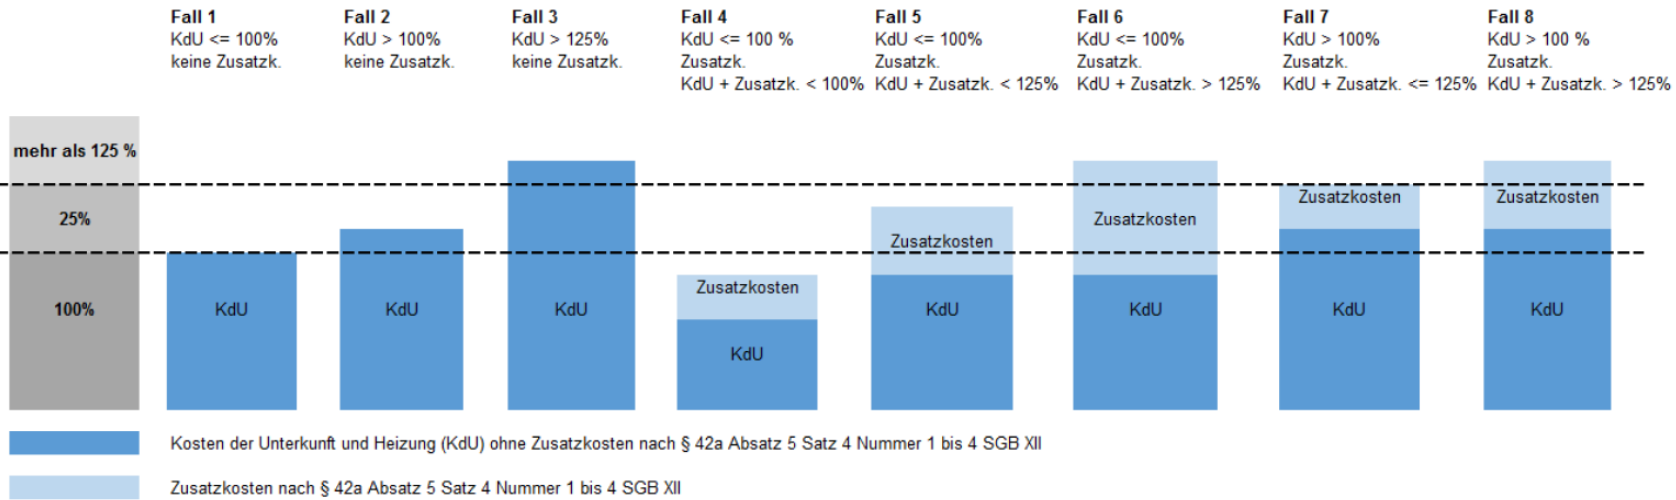 Fall 1
KdU <= 100%
keine Zusatzk.
Fall 2
KdU > 100%
keine Zusatzk.
Fall 3
KdU > 125%
keine Zusatzk.
Fall 4
KdU <= 100 %
Zusatzk.
KdU + Zusatzk. < 100%
Fall 5
KdU <= 100%
Zusatzk.
KdU + Zusatzk. < 125%
Fall 6
KdU <= 100%
Zusatzk.
KdU + Zusatzk. > 125%
Fall 7
KdU > 100%
Zusatzk.
KdU + Zusatzk. <= 125%
Fall 8
KdU > 100 %
Zusatzk.
KdU + Zusatzk. > 125%
mehr als 125 %
25%
100%
KdU
KdU
KdU
Zusatzkosten
KdU
Zusatzkosten
KdU
Zusatzkosten
KdU
Zusatzkosten
KdU
Zusatzkosten
KdU
Kosten der Unterkunft und Heizung (KdU) ohne Zusatzkosten nach § 42a Absatz 5 Satz 4 Nummer 1 bis 4 SGB XII
Zusatzkosten nach § 42a Absatz 5 Satz 4 Nummer 1 bis 4 SGB XII